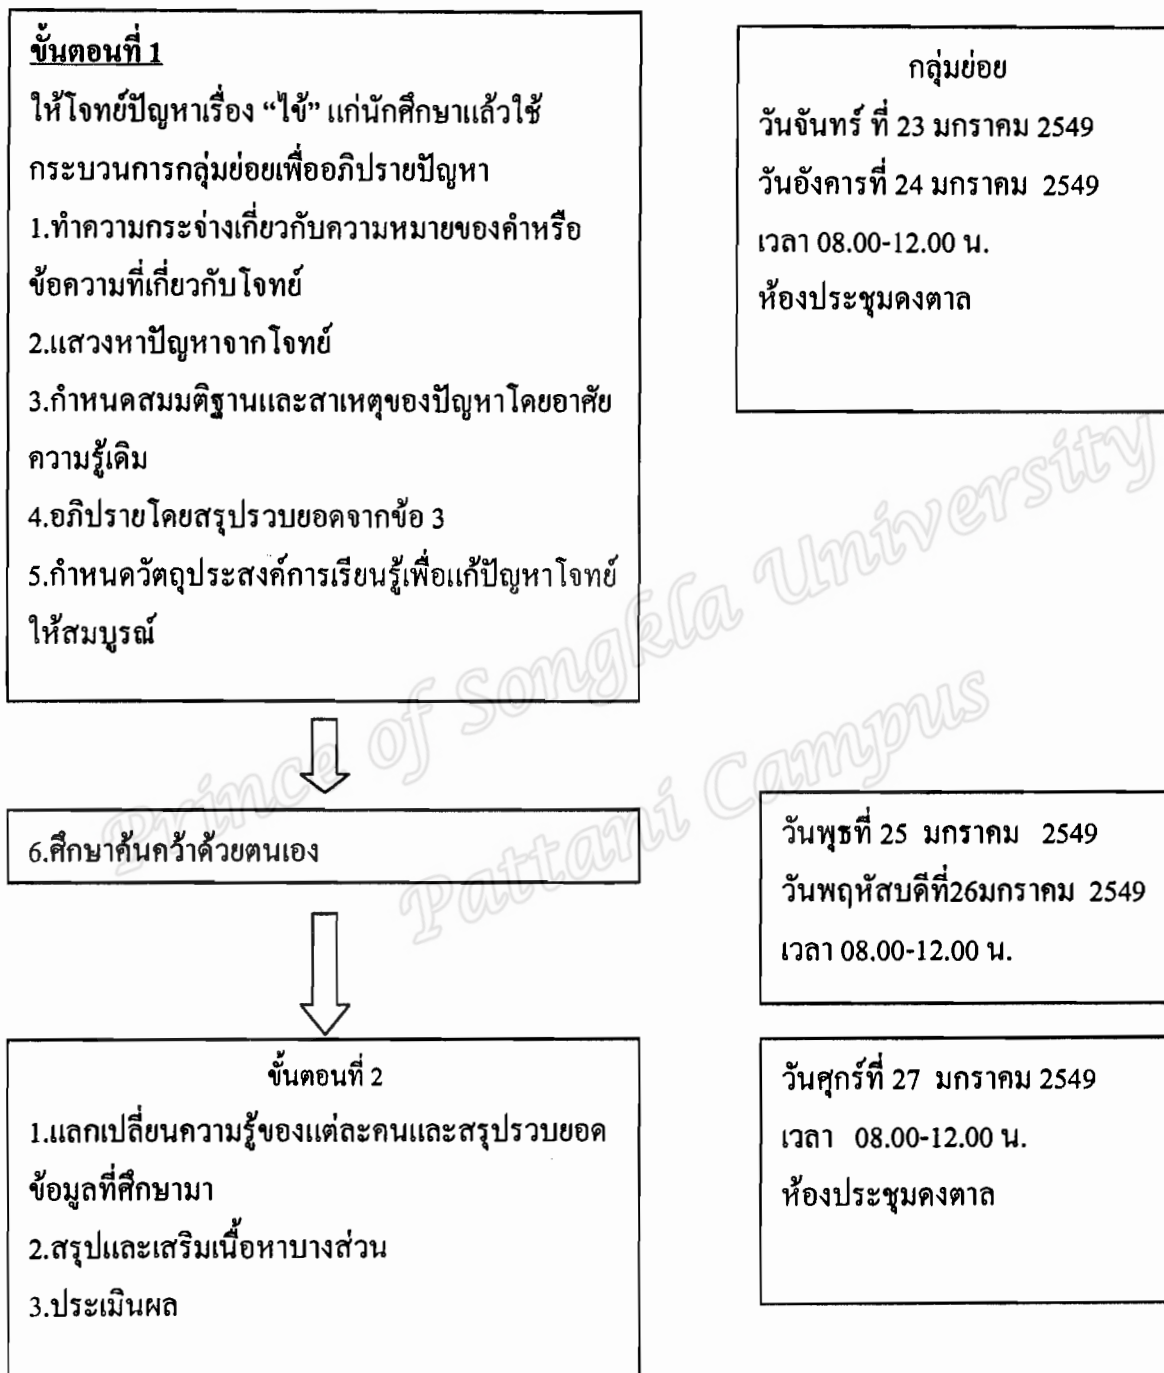 ขั้นตอนที่ 1
ให้โจทย์ปัญหาเรื่อง “ไข้” แก่นักศึกษาแล้วใช้
กระบวนการกลุ่มย่อยเพื่ออภิปรายปัญหา
1.ทำความกระจ่างเกี่ยวกับความหมายของคำหรือ
ข้อความที่เกี่ยวกับโจทย์
2.แสวงหาปัญหาจากโจทย์
3.กำหนดสมมติฐานและสาเหตุของปัญหาโดยอาศัย
ความรู้เดิม
4.อภิปรายโดยสรุปรวบยอดจากข้อ 3
5.กำหนดวัตถุประสงค์การเรียนรู้เพื่อแก้ปัญหาโจทย์
ให้สมบูรณ์
กลุ่มย่อย
วันจันทร์ ที่ 23 มกราคม 2549
วันอังคารที่ 24 มกราคม 2549
เวลา 08.00-12.00 น.
ห้องประชุมดงตาล
6.ศึกษาค้นคว้าด้วยตนเอง
วันพุธที่ 25 มกราคม 2549
วันพฤหัสบดีที่26มกราคม 2549
เวลา 08.00-12.00 น.
ขั้นตอนที่ 2
1.แลกเปลี่ยนความรู้ของแต่ละคนและสรุปรวบยอด
ข้อมูลที่ศึกษามา
2.สรุปและเสริมเนื้อหาบางส่วน
3.ประเมินผล
วันศุกร์ที่ 27 มกราคม 2549
เวลา 08.00-12.00 น.
ห้องประชุมดงตาล
Prince of Songkla University
Pattani Campus